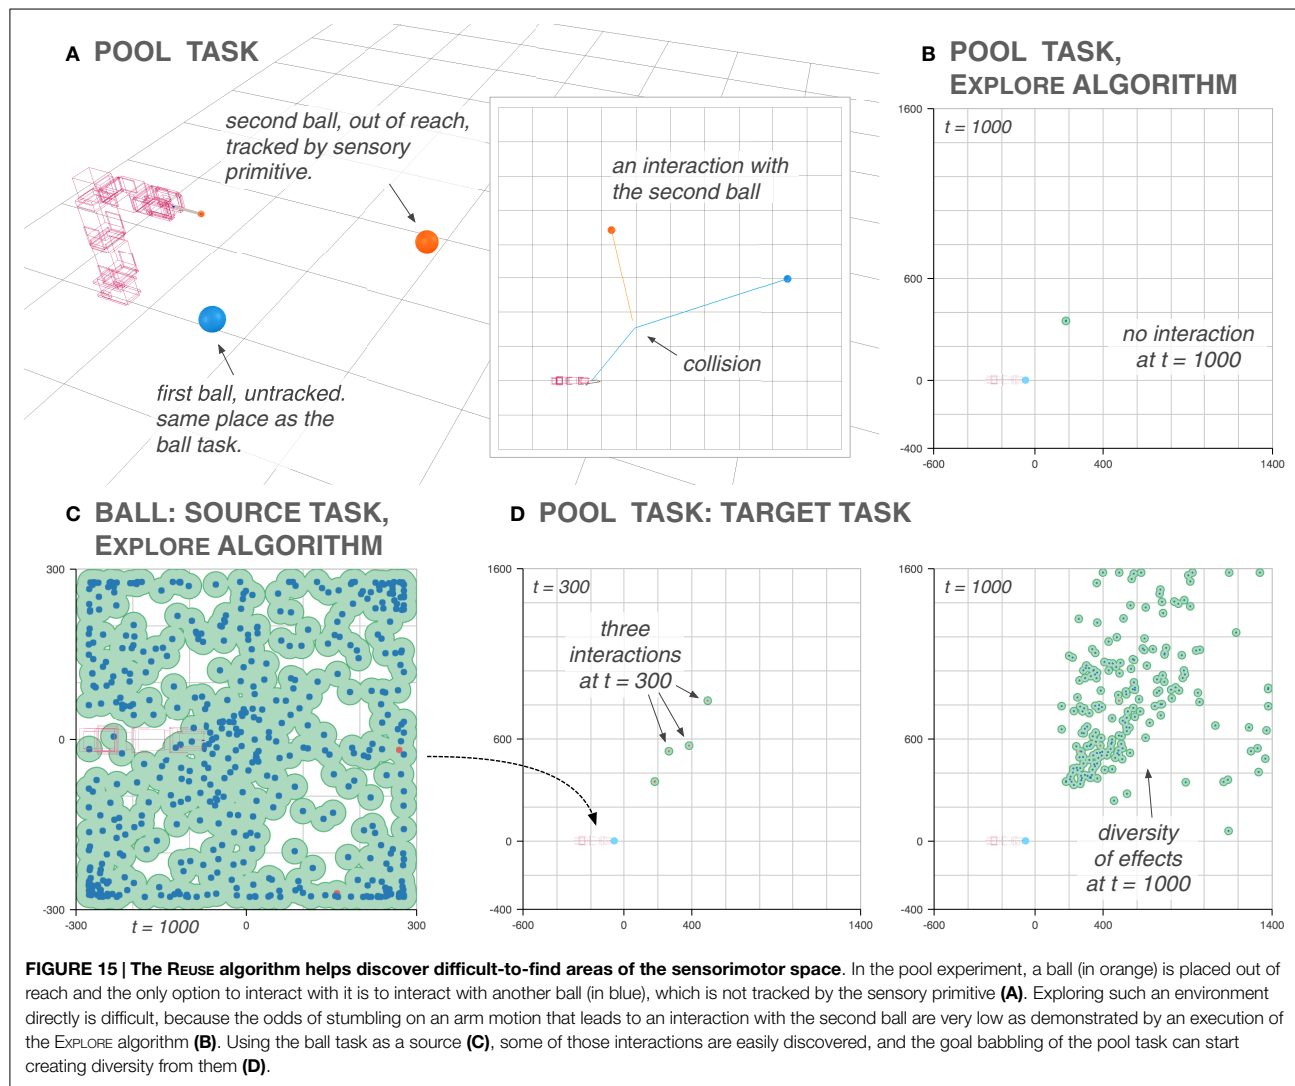 A POOL TASK
second ball, out of reach,
tracked by sensory
primitive.
first ball, untracked.
same place as the
ball task.
an interaction with
the second ball
collision
B POOL TASK,
EXPLORE ALGORITHM
1600
t = 1000
600
no interaction
at t = 1000
0
-400
-600
0
400
1400
C BALL: SOURCE TASK,
EXPLORE ALGORITHM
300
0
-300
-300
t = 1000
0
300
D POOL TASK: TARGET TASK
1600
t = 300
three
interactions
at t = 300
600
0
-400
-600
0
400
1600
t = 1000
600
diversity
of effects
at t = 1000
0
-400
-600
0
400
1400
FIGURE 15 | The REUSE algorithm helps discover difficult-to-find areas of the sensorimotor space. In the pool experiment, a ball (in orange) is placed out of
reach and the only option to interact with it is to interact with another ball (in blue), which is not tracked by the sensory primitive (A). Exploring such an environment
directly is difficult, because the odds of stumbling on an arm motion that leads to an interaction with the second ball are very low as demonstrated by an execution of
the EXPLORE algorithm (B). Using the ball task as a source (C), some of those interactions are easily discovered, and the goal babbling of the pool task can start
creating diversity from them (D).